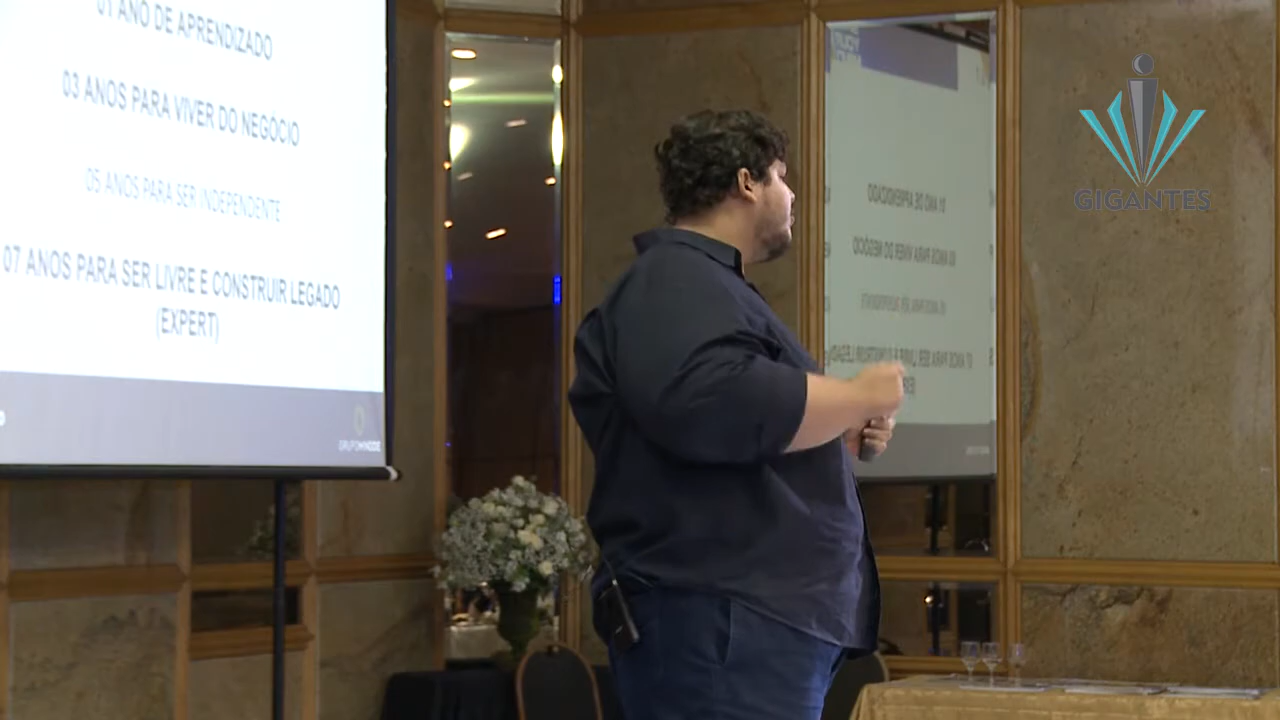 01 ANO DE APRENDIZADO
03 ANOS PARA VIVER DO NEGÓCIO
05 ANOS PARA SER INDEPENDENTE
07 ANOS PARA SER LIVRE E CONSTRUIR LEGADO
(EXPERT)
GIGANTES